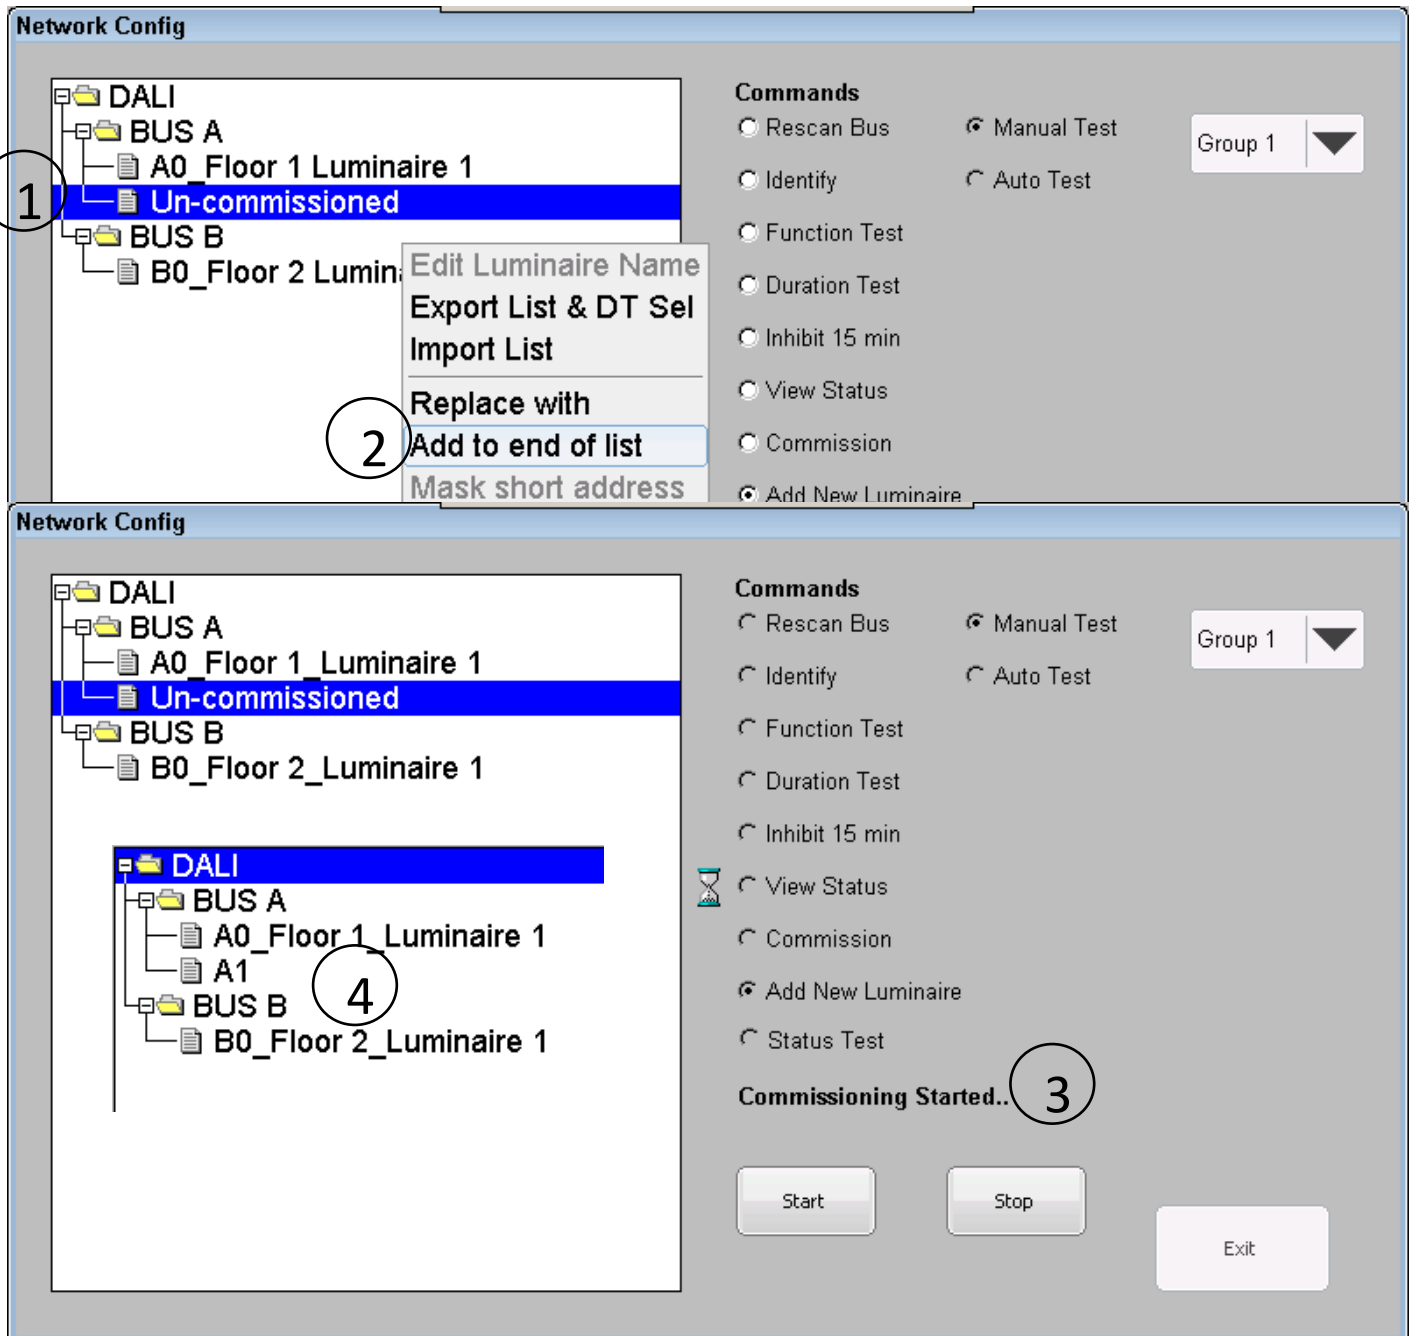 Network Config
DALI
BUS A
A0_Floor 1 Luminaire 1
1
Un-commissioned
BUS B
B0_Floor 2 Lumin
Edit Luminaire Name
Export List & DT Sel
Import List
Replace with
2
Add to end of list
Mask short address
Commands
Rescan Bus
Manual Test
Group 1
Identify
Auto Test
Function Test
Duration Test
Inhibit 15 min
View Status
Commission
Add New Luminaire
Network Config
DALI
BUS A
A0_Floor 1_Luminaire 1
Un-commissioned
BUS B
B0_Floor 2_Luminaire 1
DALI
BUS A
A0_Floor 1_Luminaire 1
A1
4
BUS B
B0_Floor 2_Luminaire 1
Commands
Rescan Bus
Manual Test
Group 1
Identify
Auto Test
Function Test
Duration Test
Inhibit 15 min
View Status
Commission
Add New Luminaire
Status Test
Commissioning Started..
3
Start
Stop
Exit